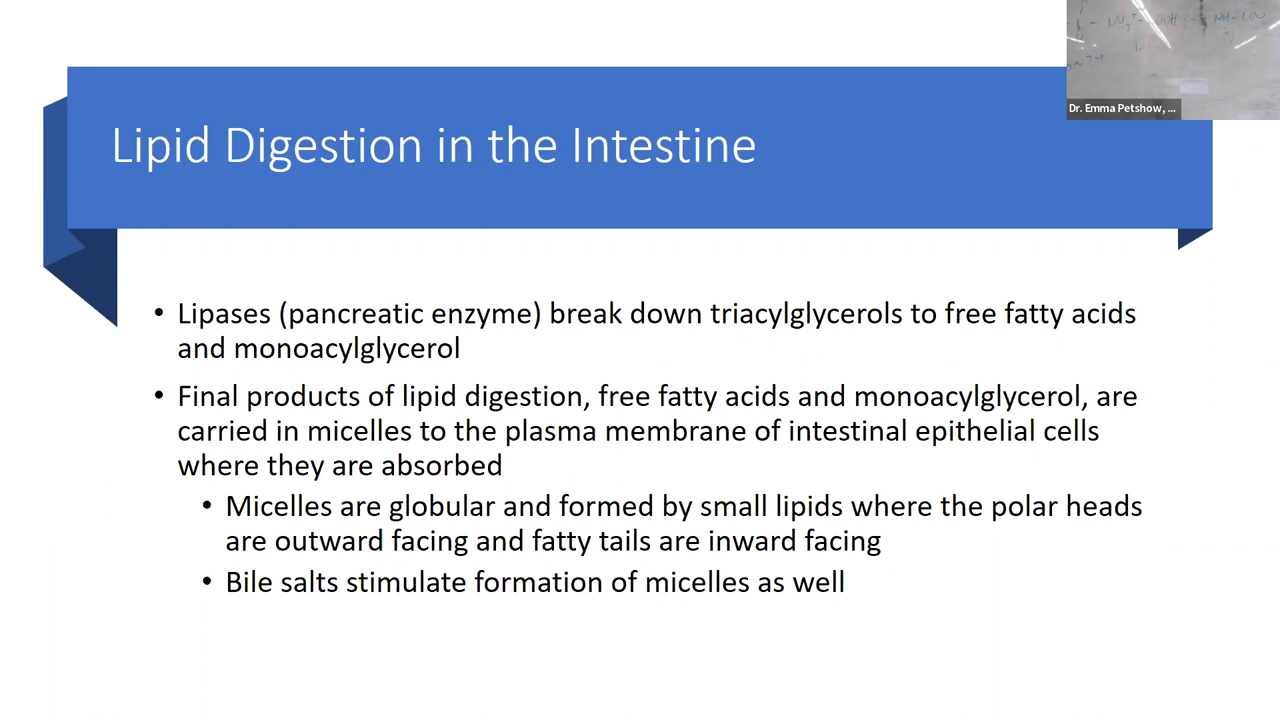 Dr. Emma Petshow, ...
Lipid Digestion in the Intestine
• Lipases (pancreatic enzyme) break down triacylglycerols to free fatty acids
and monoacylglycerol
• Final products of lipid digestion, free fatty acids and monoacylglycerol, are
carried in micelles to the plasma membrane of intestinal epithelial cells
where they are absorbed
• Micelles are globular and formed by small lipids where the polar heads
are outward facing and fatty tails are inward facing
• Bile salts stimulate formation of micelles as well